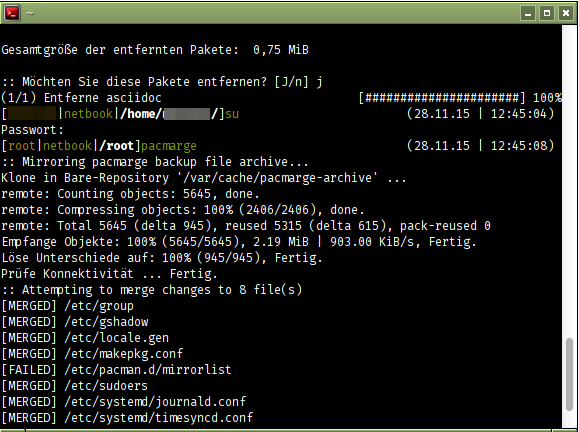 ~
Gesamtgröße der entfernten Pakete:  0,75 MiB
:: Möchten Sie diese Pakete entfernen? [J/n] j
(1/1) Entferne asciidoc [######################] 100%
[|netbook|/home/ /]su (28.11.15 | 12:45:04)
Passwort:
[root|netbook|/root]pacmarge (28.11.15 | 12:45:08)
:: Mirroring pacmarge backup file archive...
Klone in Bare-Repository '/var/cache/pacmarge-archive' ...
remote: Counting objects: 5645, done.
remote: Compressing objects: 100% (2406/2406), done.
remote: Total 5645 (delta 945), reused 5315 (delta 615), pack-reused 0
Empfange Objekte: 100% (5645/5645), 2.19 MiB | 903.00 KiB/s, Fertig.
Löse Unterschiede auf: 100% (945/945), Fertig.
Prüfe Konnektivität ... Fertig.
:: Attempting to merge changes to 8 file(s)
[MERGED] /etc/group
[MERGED] /etc/gshadow
[MERGED] /etc/locale.gen
[MERGED] /etc/makepkg.conf
[FAILED] /etc/pacman.d/mirrorlist
[MERGED] /etc/sudoers
[MERGED] /etc/systemd/journald.conf
[MERGED] /etc/systemd/timesyncd.conf